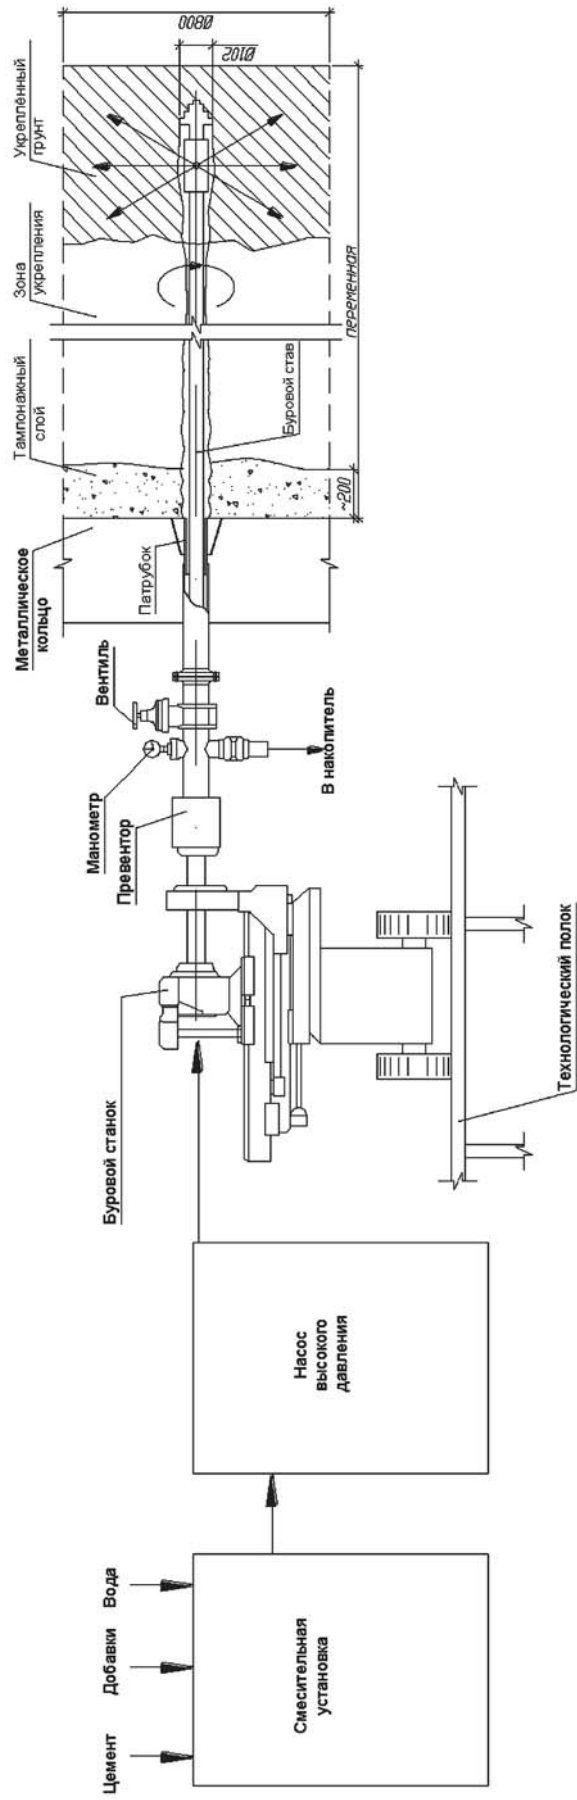 Цемент
Добавки
Вода
Смесительная
установка
Насос
высокого
давления
Буровой станок
Технологический полок
Превентор
Манометр
Вентиль
В накопитель
Металлическое
кольцо
Патрубок
Тампонажный
слой
Буровой став
Зона
укрепления
Укреплённый
грунт
~200
переменная
Ø102
Ø800